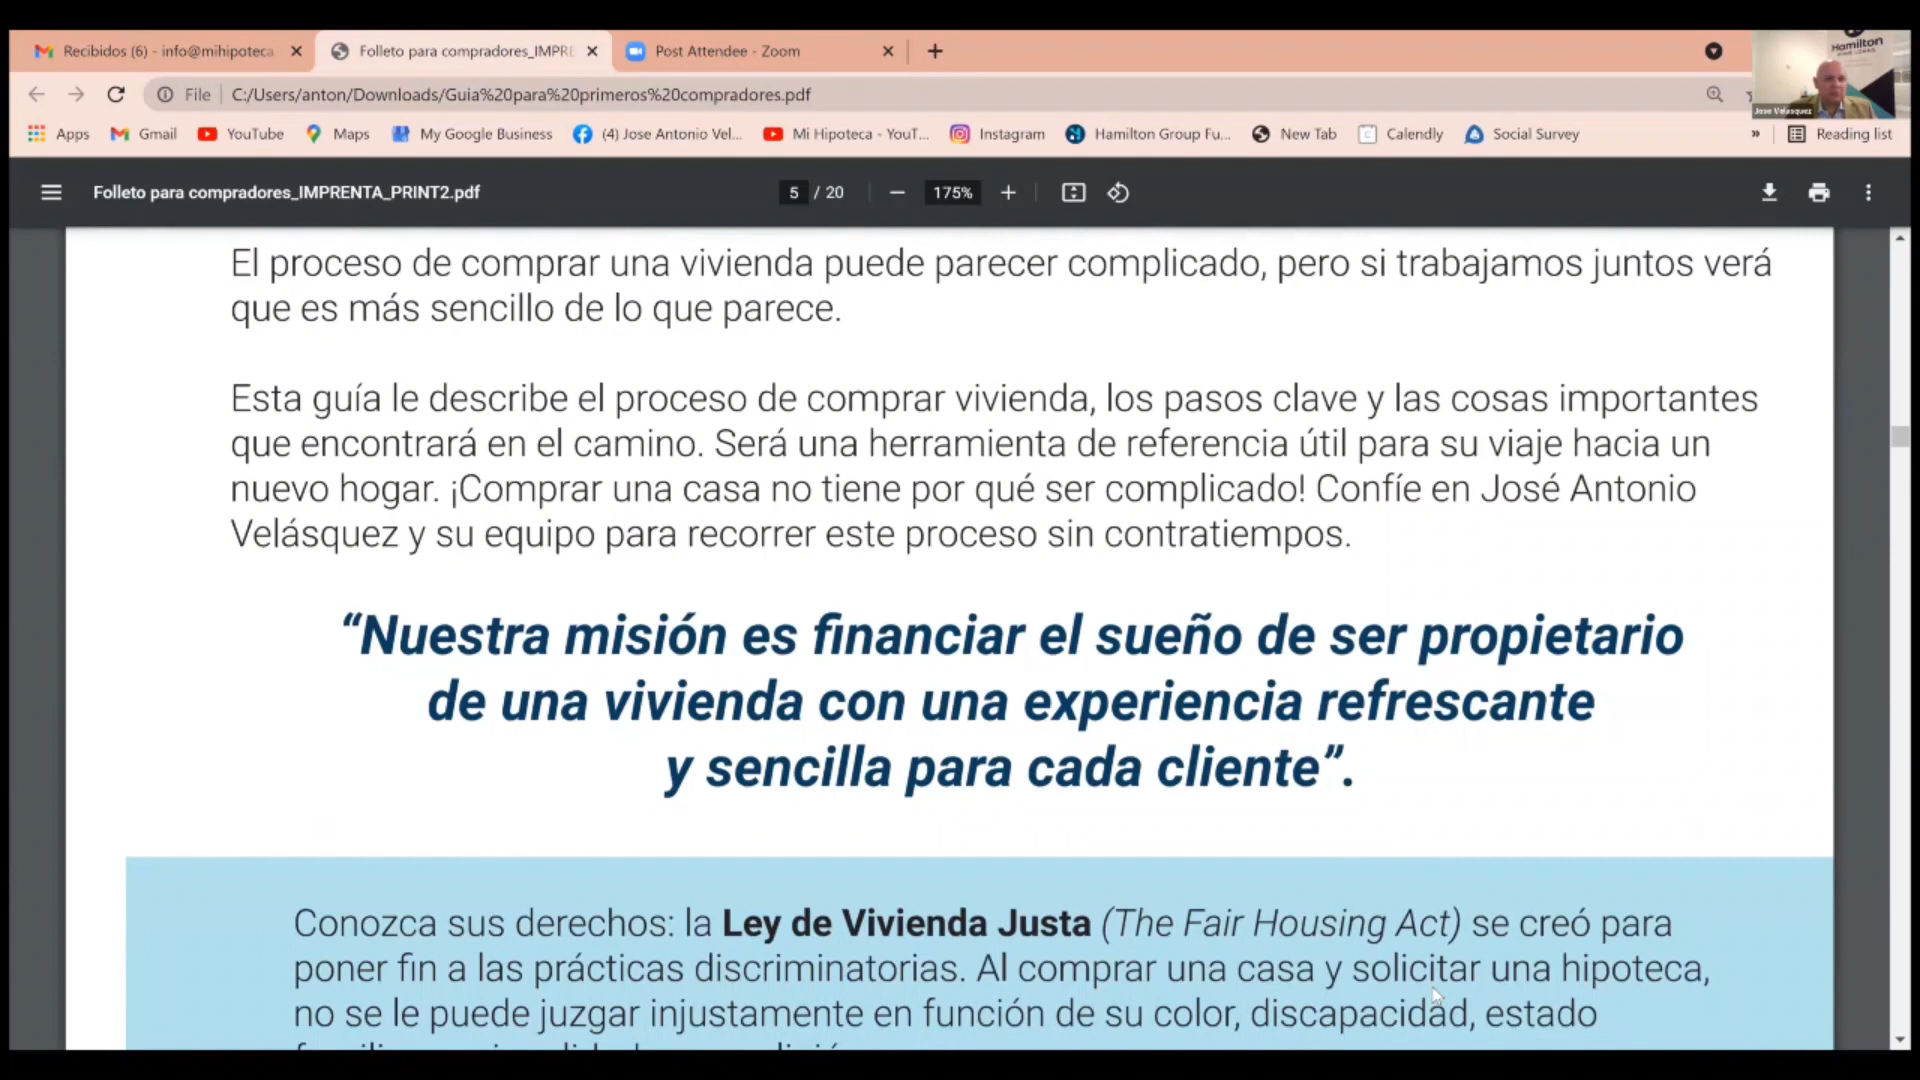 Recibidos (6) - info@mihipoteca
Folleto para compradores_IMPRE
Post Attendee - Zoom
Hamilton
File
C:/Users/anton/Downloads/Guia%20para%20primeros%20compradores.pdf
Jose Velasquez
Apps
Gmail
YouTube
Maps
My Google Business
(4) Jose Antonio Vel...
Mi Hipoteca - YouT...
Instagram
Hamilton Group Fu...
New Tab
Calendly
Social Survey
»
Reading list
Folleto para compradores_IMPRENTA_PRINT2.pdf
5 / 20
175%
El proceso de comprar una vivienda puede parecer complicado, pero si trabajamos juntos verá
que es más sencillo de lo que parece.
Esta guía le describe el proceso de comprar vivienda, los pasos clave y las cosas importantes
que encontrará en el camino. Será una herramienta de referencia útil para su viaje hacia un
nuevo hogar. ¡Comprar una casa no tiene por qué ser complicado! Confíe en José Antonio
Velásquez y su equipo para recorrer este proceso sin contratiempos.
“Nuestra misión es financiar el sueño de ser propietario
de una vivienda con una experiencia refrescante
y sencilla para cada cliente”.
Conozca sus derechos: la Ley de Vivienda Justa (The Fair Housing Act) se creó para
poner fin a las prácticas discriminatorias. Al comprar una casa y solicitar una hipoteca,
no se le puede juzgar injustamente en función de su color, discapacidad, estado